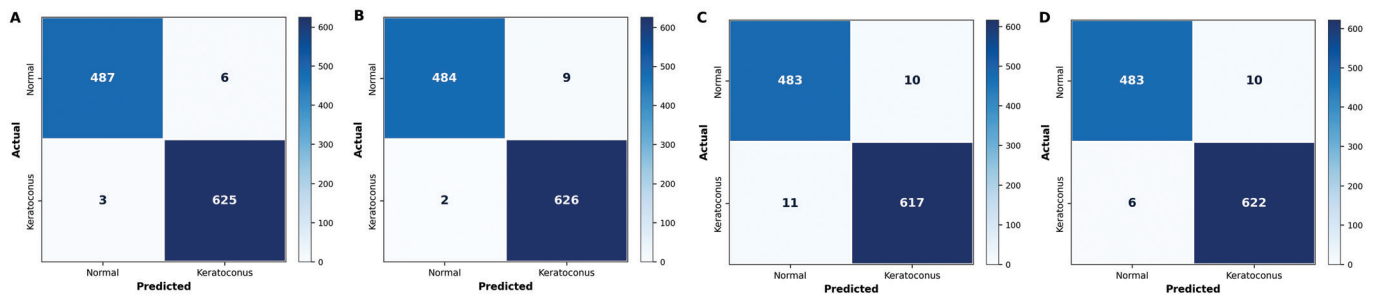 A
Actual
Normal
Keratoconus
487
6
3
625
Normal
Keratoconus
Predicted
600
500
400
300
200
100
0
B
Actual
Normal
Keratoconus
484
9
2
626
Normal
Keratoconus
Predicted
600
500
400
300
200
100
0
C
Actual
Normal
Keratoconus
483
10
11
617
Normal
Keratoconus
Predicted
600
500
400
300
200
100
0
D
Actual
Normal
Keratoconus
483
10
6
622
Normal
Keratoconus
Predicted
600
500
400
300
200
100
0